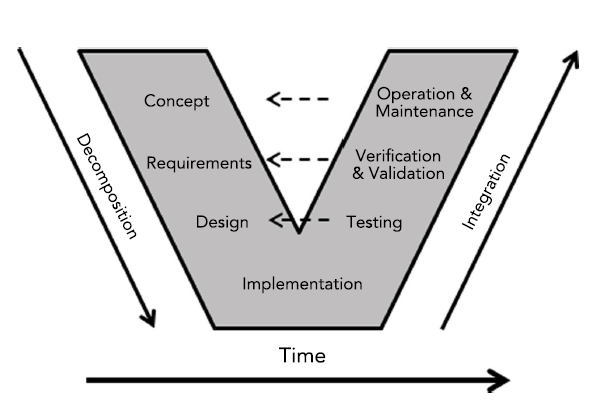 Concept
Operation &
Maintenance
Decomposition
Requirements
Verification
& Validation
Integration
Design
Testing
Implementation
Time